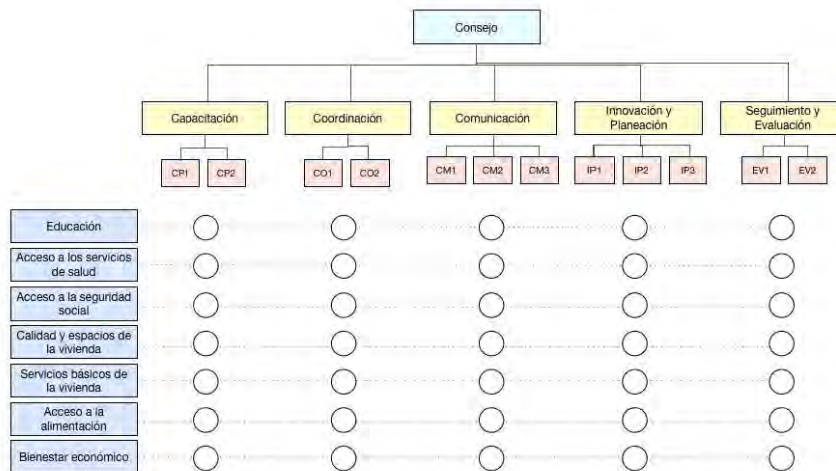 Consejo
Capacitación
Coordinación
Comunicación
Innovación y
Planeación
Seguimiento y
Evaluación
CP1
CP2
CO1
CO2
CM1
CM2
CM3
IP1
IP2
IP3
EV1
EV2
Educación
Acceso a los servicios
de salud
Acceso a la seguridad
social
Calidad y espacios de
la vivienda
Servicios básicos de
la vivienda
Acceso a la
alimentación
Bienestar económico